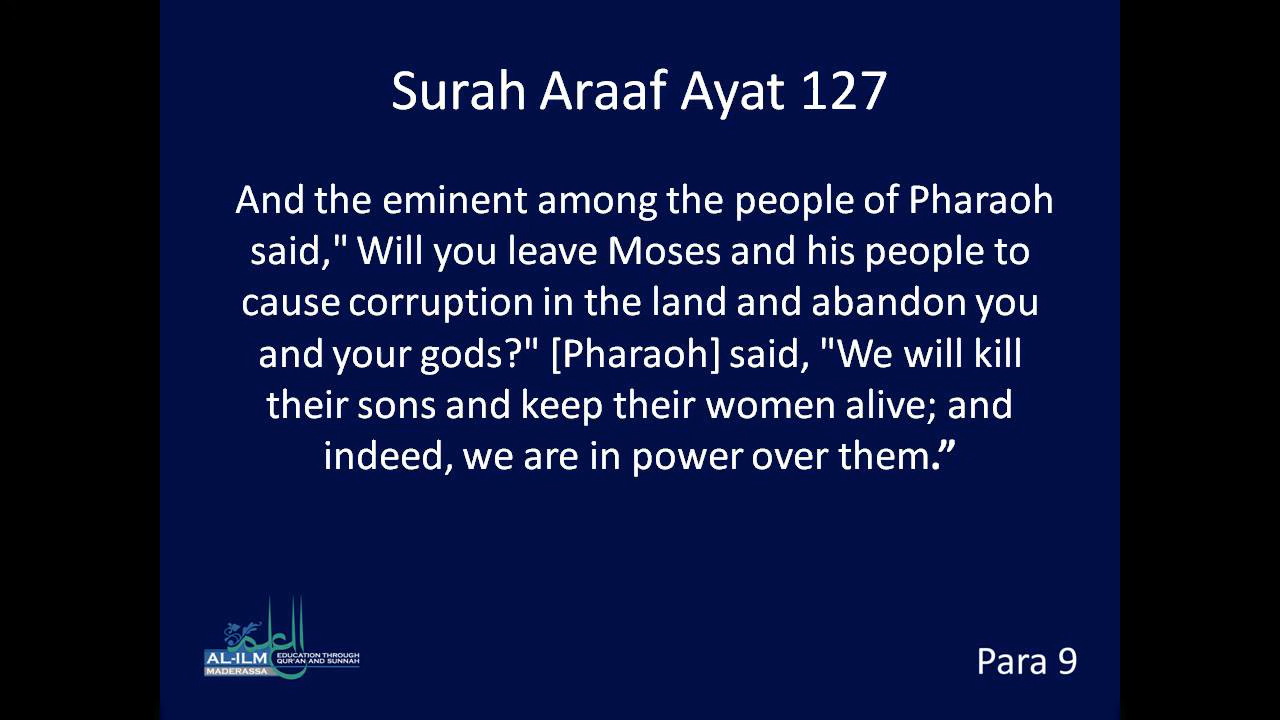 Surah Araaf Ayat 127
And the eminent among the people of Pharaoh
said," Will you leave Moses and his people to
cause corruption in the land and abandon you
and your gods?" [Pharaoh] said, "We will kill
their sons and keep their women alive; and
indeed, we are in power over them.”
العلم
AL-ILM
MADERASSA
EDUCATION THROUGH
QUR'AN AND SUNNAH
Para 9